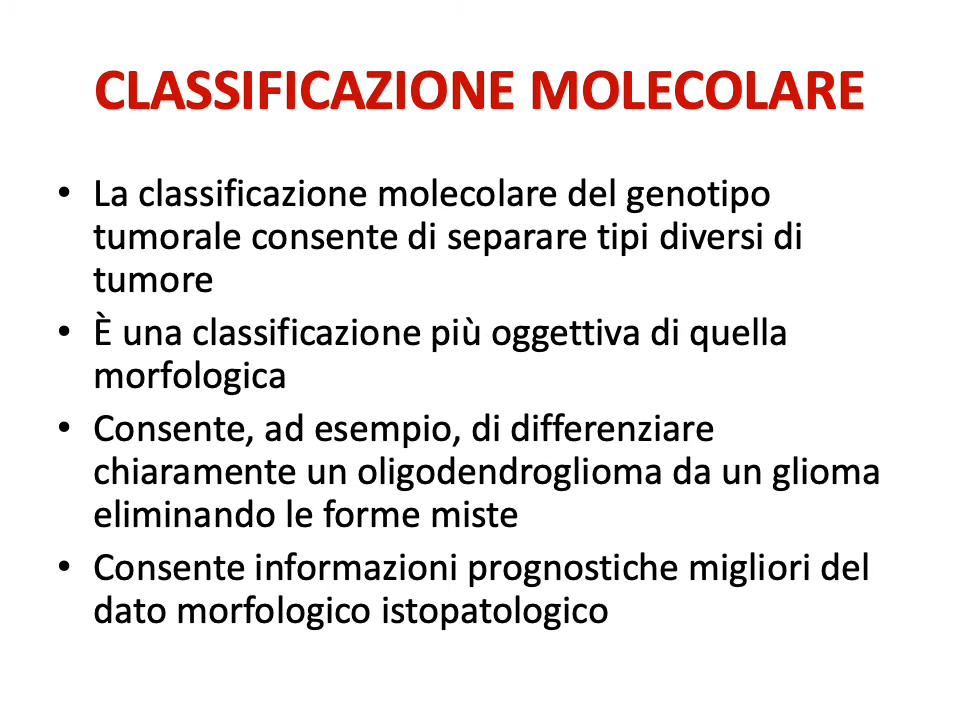 CLASSIFICAZIONE MOLECOLARE
• La classificazione molecolare del genotipo
tumorale consente di separare tipi diversi di
tumore
• È una classificazione più oggettiva di quella
morfologica
• Consente, ad esempio, di differenziare
chiaramente un oligodendroglioma da un glioma
eliminando le forme miste
• Consente informazioni prognostiche migliori del
dato morfologico istopatologico